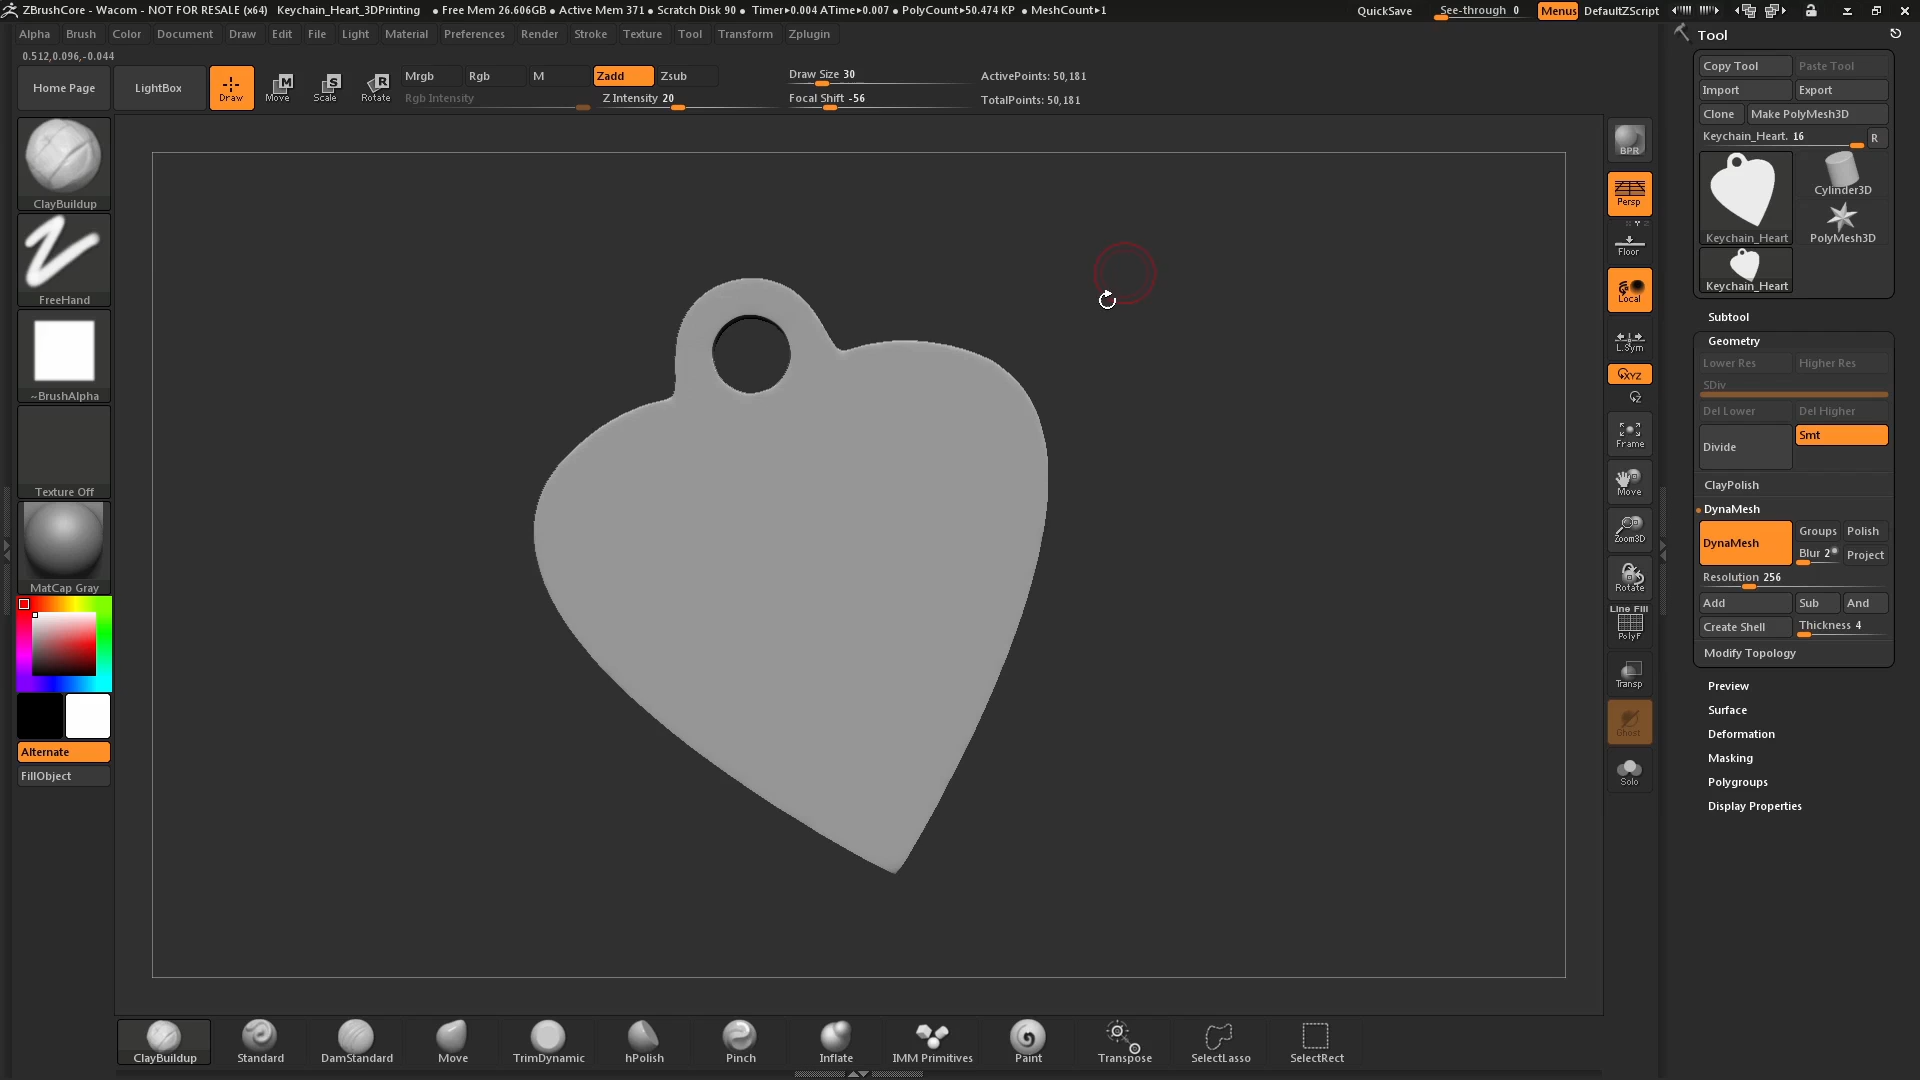 ZBrushCore - Wacom - NOT FOR RESALE (x64) Keychain_Heart_3DPrinting • Free Mem 26.606GB • Active Mem 371 • Scratch Disk 90 • Timer▸0.004 ATime▸0.007 • PolyCount▸50.474 KP • MeshCount▸1 QuickSave See-through 0 Menus DefaultZScript
Alpha Brush Color Document Draw Edit File Light Material Preferences Render Stroke Texture Tool Transform Zplugin
0.512,0.096,-0.044
Home Page LightBox Draw Move Scale Rotate
Mrgb Rgb M Zadd Zsub
Rgb Intensity Z Intensity 20
Draw Size 30
Focal Shift -56
ActivePoints: 50,181
TotalPoints: 50,181
ClayBuildup
FreeHand
~BrushAlpha
Texture Off
MatCap Gray
Alternate
FillObject
BPR
Persp
Floor
Local
L.Sym
XYZ
Frame
Move
Zoom3D
Rotate
Line Fill
PolyF
Transp
Ghost
Solo
Tool
Copy Tool Paste Tool
Import Export
Clone Make PolyMesh3D
Keychain_Heart. 16 R
Keychain_Heart Cylinder3D
PolyMesh3D
Keychain_Heart
Subtool
Geometry
Lower Res Higher Res
SDiv
Del Lower Del Higher
Divide Smt
ClayPolish
DynaMesh
DynaMesh Groups Polish
Blur 2 Project
Resolution 256
Add Sub And
Create Shell Thickness 4
Modify Topology
Preview
Surface
Deformation
Masking
Polygroups
Display Properties
ClayBuildup Standard DamStandard Move TrimDynamic hPolish Pinch Inflate IMM Primitives Paint Transpose SelectLasso SelectRect